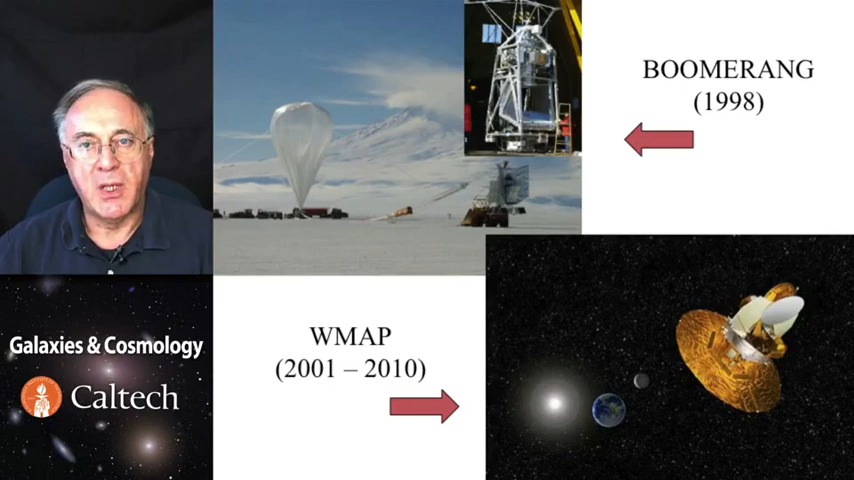 BOOMERANG
(1998)
WMAP
(2001 – 2010)
Galaxies & Cosmology
Caltech